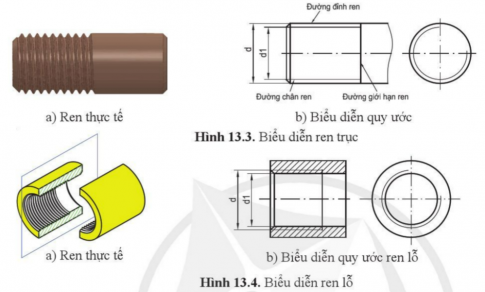 Đường đỉnh ren
d
d1
Đường chân ren
Đường giới hạn ren
a) Ren thực tế
b) Biểu diễn quy ước
Hình 13.3. Biểu diễn ren trục
d
d1
a) Ren thực tế
b) Biểu diễn quy ước ren lỗ
Hình 13.4. Biểu diễn ren lỗ